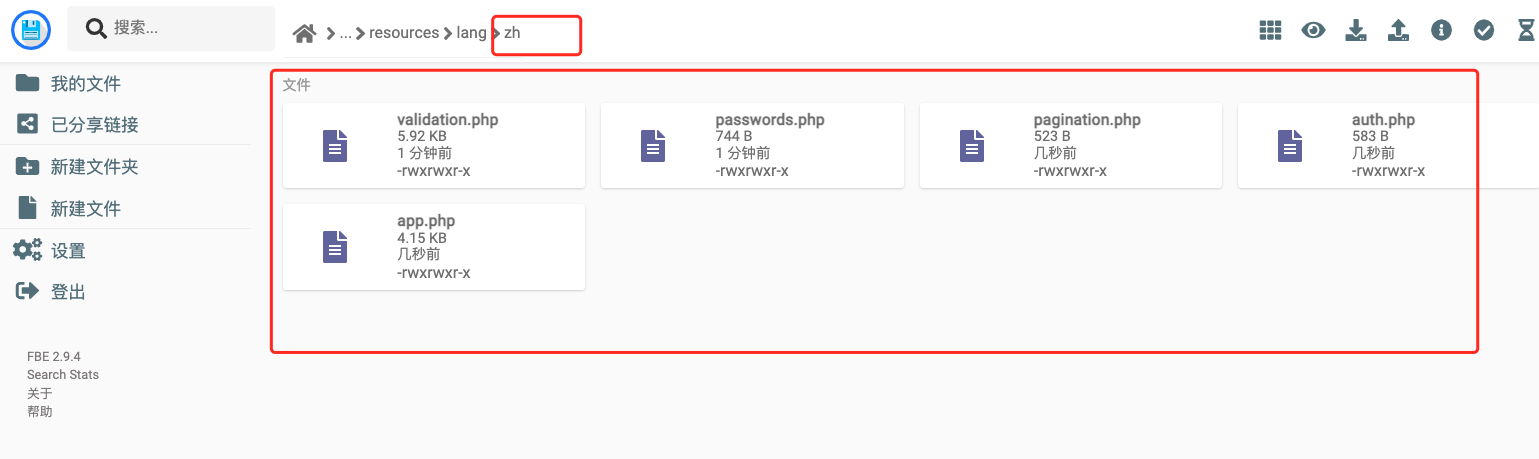 搜索...
... resources lang zh
我的文件
已分享链接
新建文件夹
新建文件
设置
登出
FBE 2.9.4
Search Stats
关于
帮助
文件
validation.php
5.92 KB
1 分钟前
-rwxrwxr-x
passwords.php
744 B
1 分钟前
-rwxrwxr-x
pagination.php
523 B
几秒前
-rwxrwxr-x
auth.php
583 B
几秒前
-rwxrwxr-x
app.php
4.15 KB
几秒前
-rwxrwxr-x